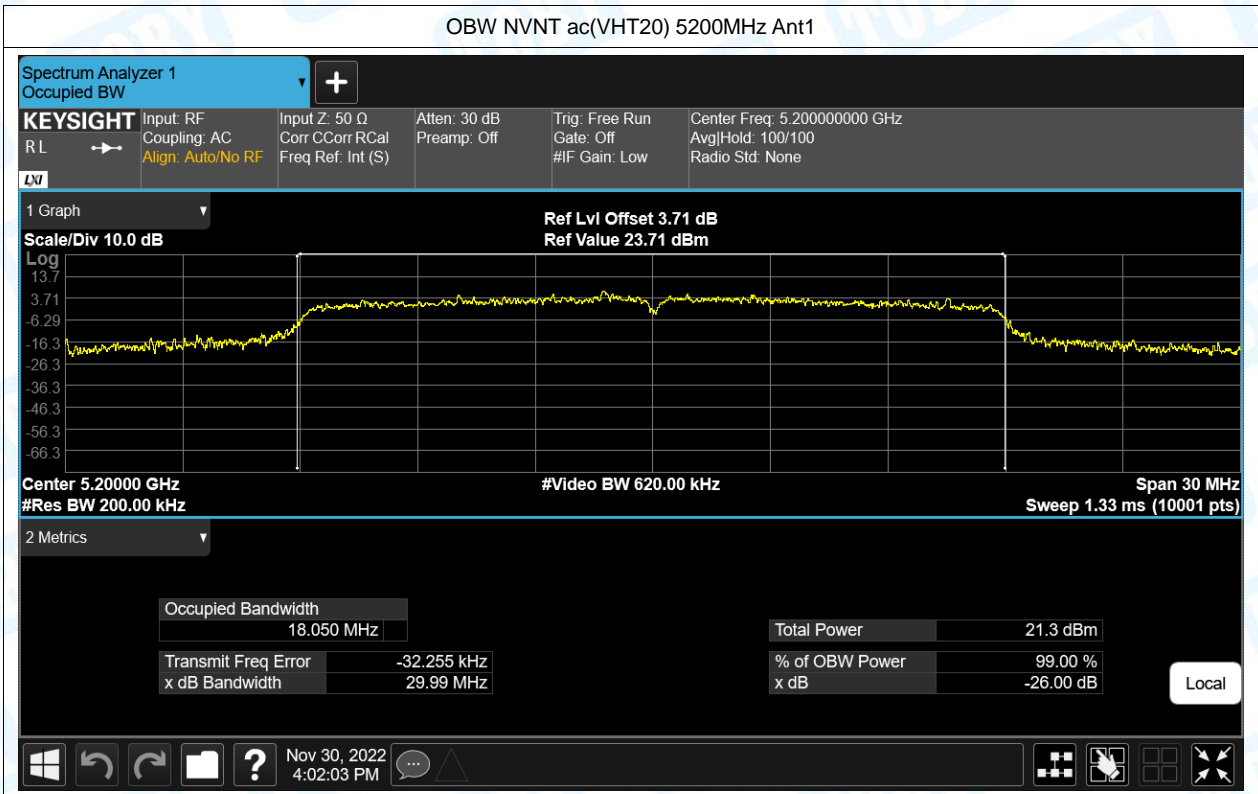 OBW NVNT ac(VHT20) 5200MHz Ant1
Spectrum Analyzer 1
Occupied BW
KEYSIGHT
R L
LXI
Input: RF
Coupling: AC
Align: Auto/No RF
Input Z: 50 Ω
Corr CCorr RCal
Freq Ref: Int (S)
Atten: 30 dB
Preamp: Off
Trig: Free Run
Gate: Off
#IF Gain: Low
Center Freq: 5.200000000 GHz
Avg|Hold: 100/100
Radio Std: None
1 Graph
Scale/Div 10.0 dB
Ref Lvl Offset 3.71 dB
Ref Value 23.71 dBm
Log
13.7
3.71
-6.29
-16.3
-26.3
-36.3
-46.3
-56.3
-66.3
Center 5.20000 GHz
#Video BW 620.00 kHz
Span 30 MHz
#Res BW 200.00 kHz
Sweep 1.33 ms (10001 pts)
2 Metrics
Occupied Bandwidth
18.050 MHz
Total Power 21.3 dBm
Transmit Freq Error -32.255 kHz
% of OBW Power 99.00 %
x dB Bandwidth 29.99 MHz
x dB -26.00 dB
Local
?
Nov 30, 2022
4:02:03 PM